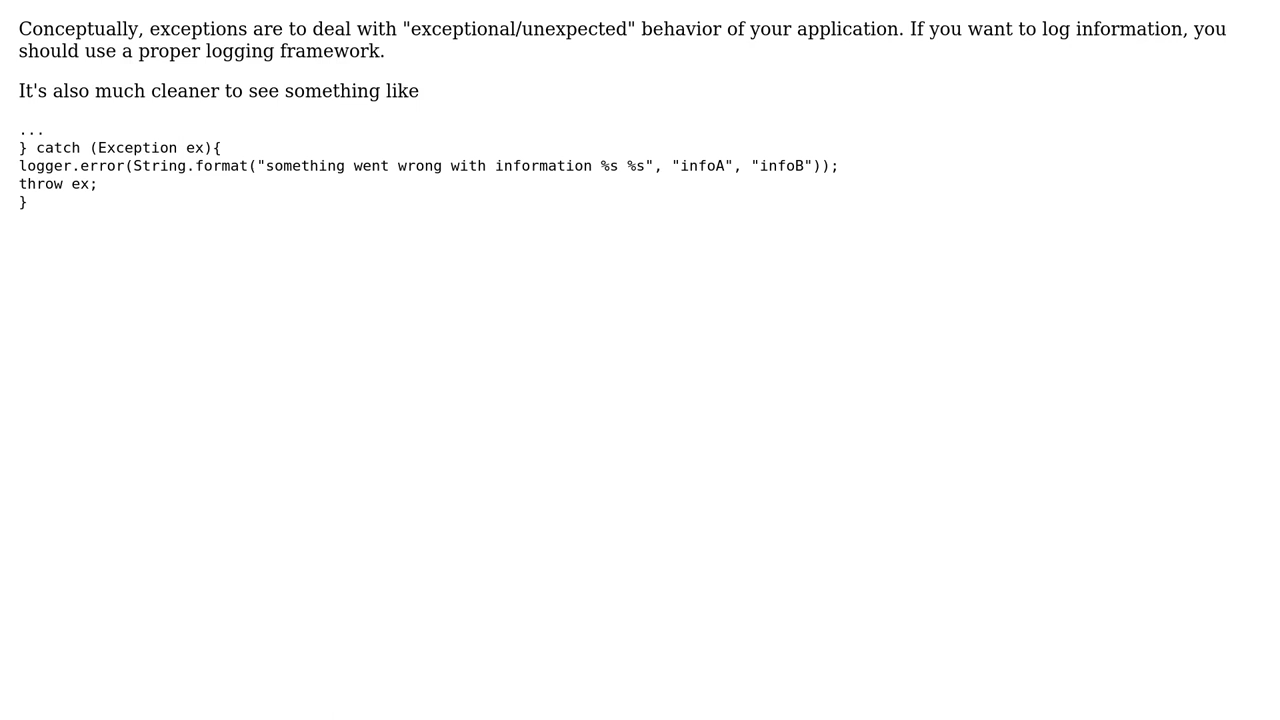 Conceptually, exceptions are to deal with "exceptional/unexpected" behavior of your application. If you want to log information, you
should use a proper logging framework.
It's also much cleaner to see something like
...
} catch (Exception ex){
logger.error(String.format("something went wrong with information %s %s", "infoA", "infoB"));
throw ex;
}